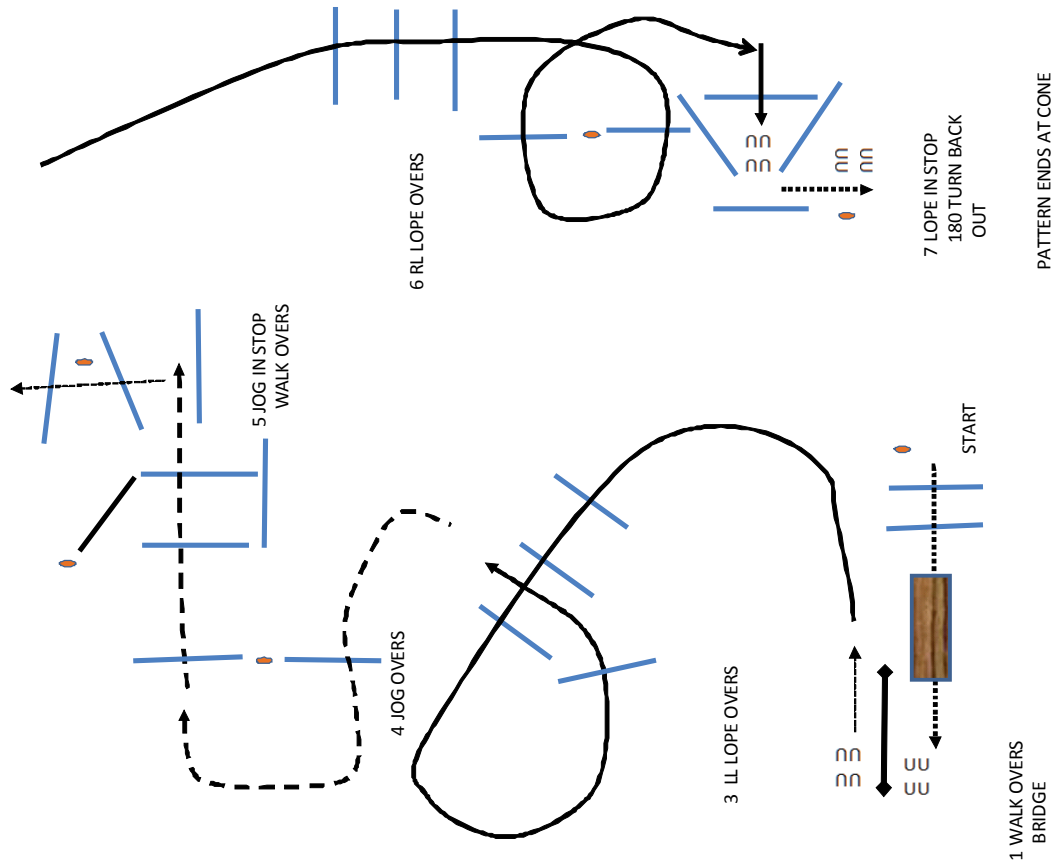 1 WALK OVERS
BRIDGE
START
3  LL LOPE OVERS
4 JOG OVERS
5 JOG IN STOP
WALK OVERS
6 RL LOPE OVERS
7 LOPE IN STOP
180 TURN BACK
OUT
PATTERN ENDS AT CONE